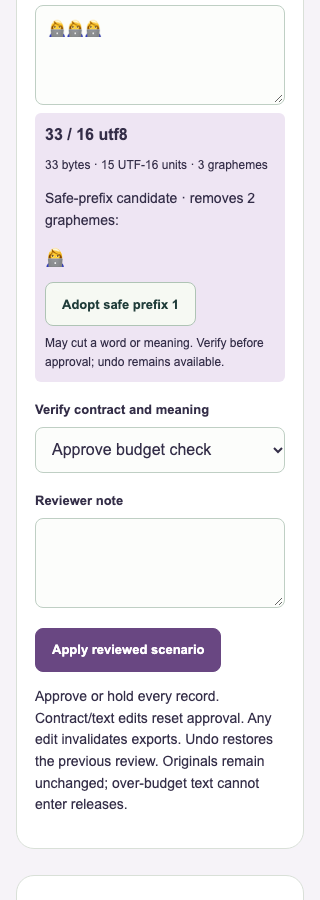 👩‍💻👩‍💻👩‍💻
33 / 16 utf8
33 bytes · 15 UTF-16 units · 3 graphemes
Safe-prefix candidate · removes 2
graphemes:
👩‍💻
Adopt safe prefix 1
May cut a word or meaning. Verify before
approval; undo remains available.
Verify contract and meaning
Approve budget check
Reviewer note
Apply reviewed scenario
Approve or hold every record.
Contract/text edits reset approval. Any
edit invalidates exports. Undo restores
the previous review. Originals remain
unchanged; over-budget text cannot
enter releases.